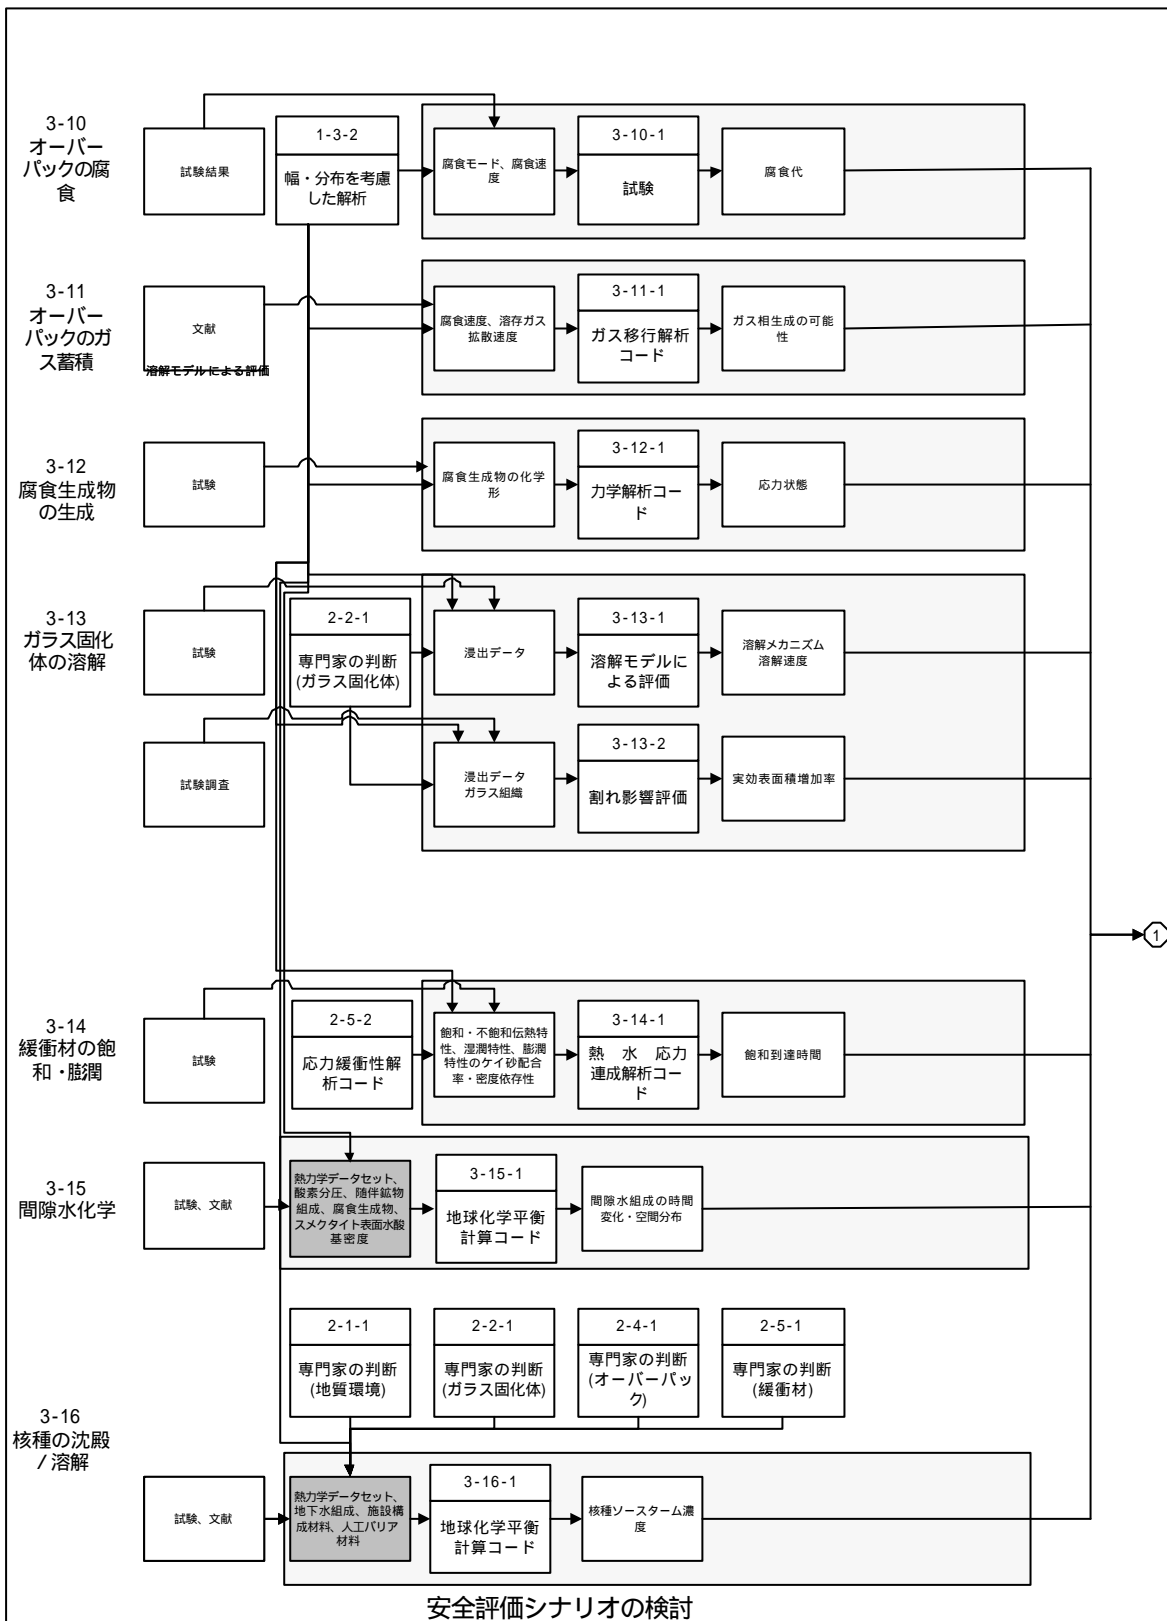 3-10
オーバー
パックの腐
食
試験結果
1-3-2
幅・分布を考慮
した解析
腐食モード、腐食速
度
3-10-1
試験
腐食代
3-11
オーバー
パックのガ
ス蓄積
文献
溶解モデルによる評価
腐食速度、溶存ガス
拡散速度
3-11-1
ガス移行解析
コード
ガス相生成の可能
性
3-12
腐食生成物
の生成
試験
腐食生成物の化学
形
3-12-1
力学解析コー
ド
応力状態
3-13
ガラス固化
体の溶解
試験
2-2-1
専門家の判断
(ガラス固化体)
浸出データ
3-13-1
溶解モデルに
よる評価
溶解メカニズム
溶解速度
試験調査
浸出データ
ガラス組織
3-13-2
割れ影響評価
実効表面積増加率
1
3-14
緩衝材の飽
和・膨潤
試験
2-5-2
応力緩衝性解
析コード
飽和・不飽和伝熱特
性、湿潤特性、膨潤
特性のケイ砂配合
率・密度依存性
3-14-1
熱 水 応力
連成解析コー
ド
飽和到達時間
3-15
間隙水化学
試験、文献
熱力学データセット、
酸素分圧、随伴鉱物
組成、腐食生成物、
スメクタイト表面水酸
基密度
3-15-1
地球化学平衡
計算コード
間隙水組成の時間
変化・空間分布
2-1-1
専門家の判断
(地質環境)
2-2-1
専門家の判断
(ガラス固化体)
2-4-1
専門家の判断
(オーバーパッ
ク)
2-5-1
専門家の判断
(緩衝材)
3-16
核種の沈殿
/溶解
試験、文献
熱力学データセット、
地下水組成、施設構
成材料、人工バリア
材料
3-16-1
地球化学平衡
計算コード
核種ソースターム濃
度
安全評価シナリオの検討